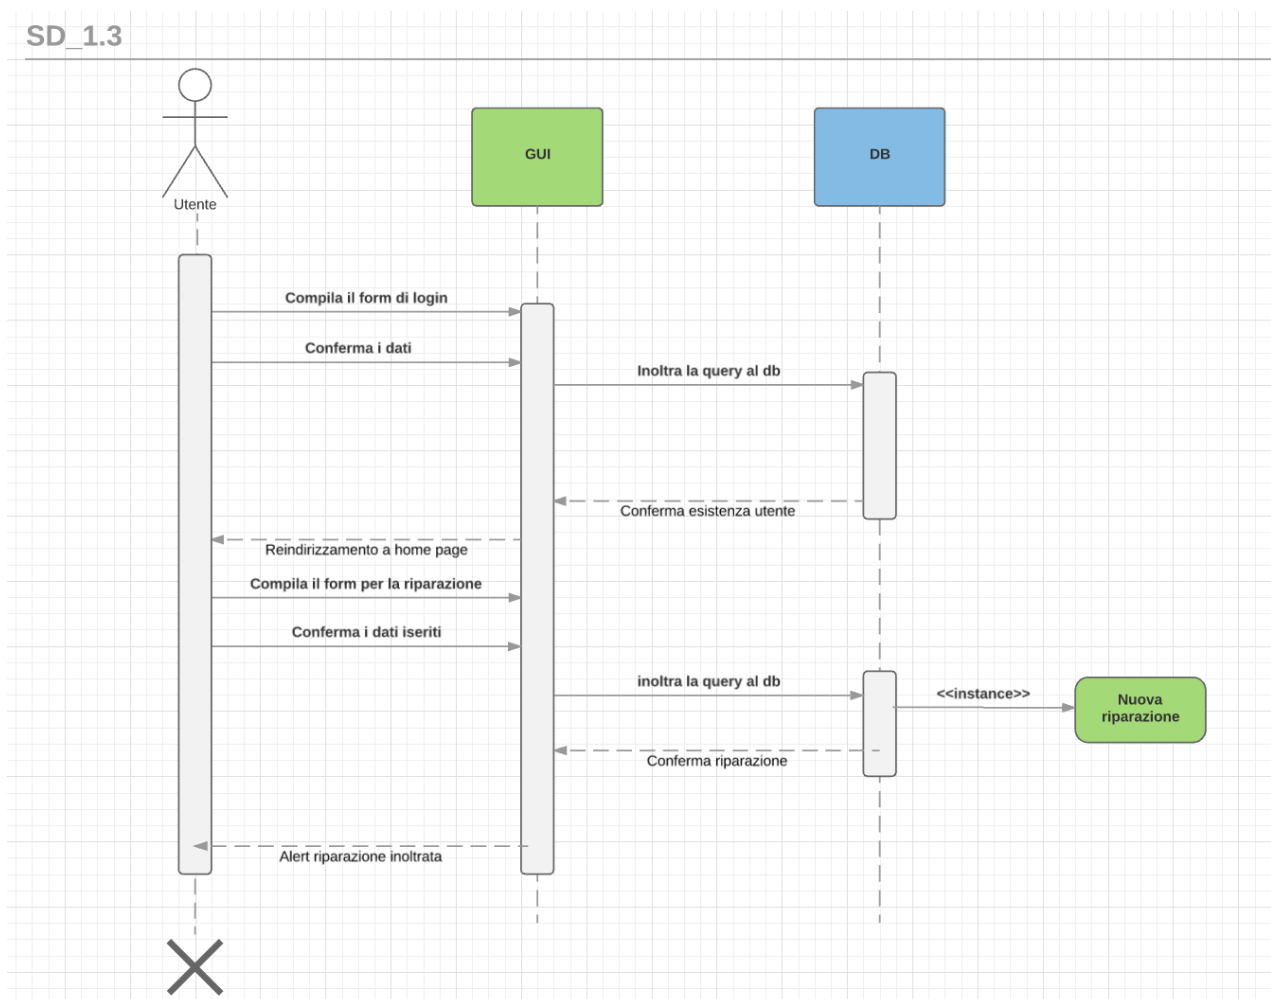 SD_1.3
Utente
GUI
DB
Compila il form di login
Conferma i dati
Inoltra la query al db
Conferma esistenza utente
Reindirizzamento a home page
Compila il form per la riparazione
Conferma i dati iseriti
inoltra la query al db
<<instance>>
Nuova
riparazione
Conferma riparazione
Alert riparazione inoltrata